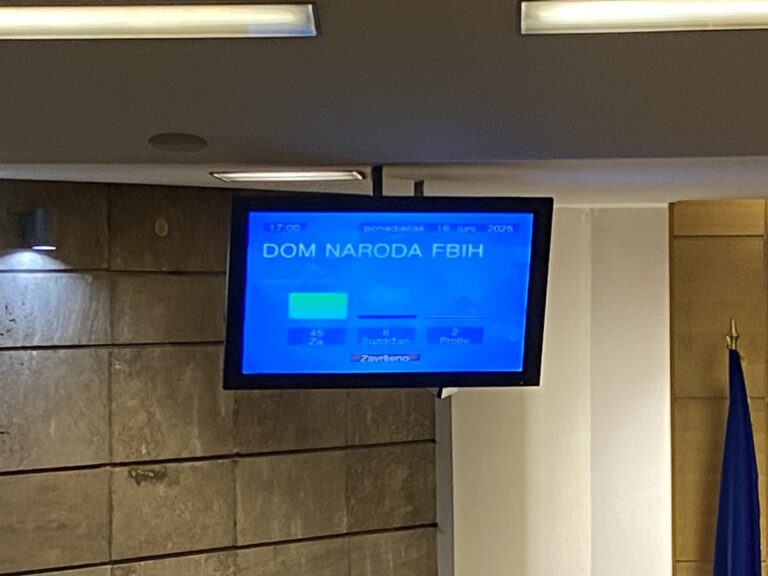 17:00 ponedjeljak 16. juni 2025
DOM NARODA FBIH
45 6 2
Za Suzdržan Protiv
Završeno